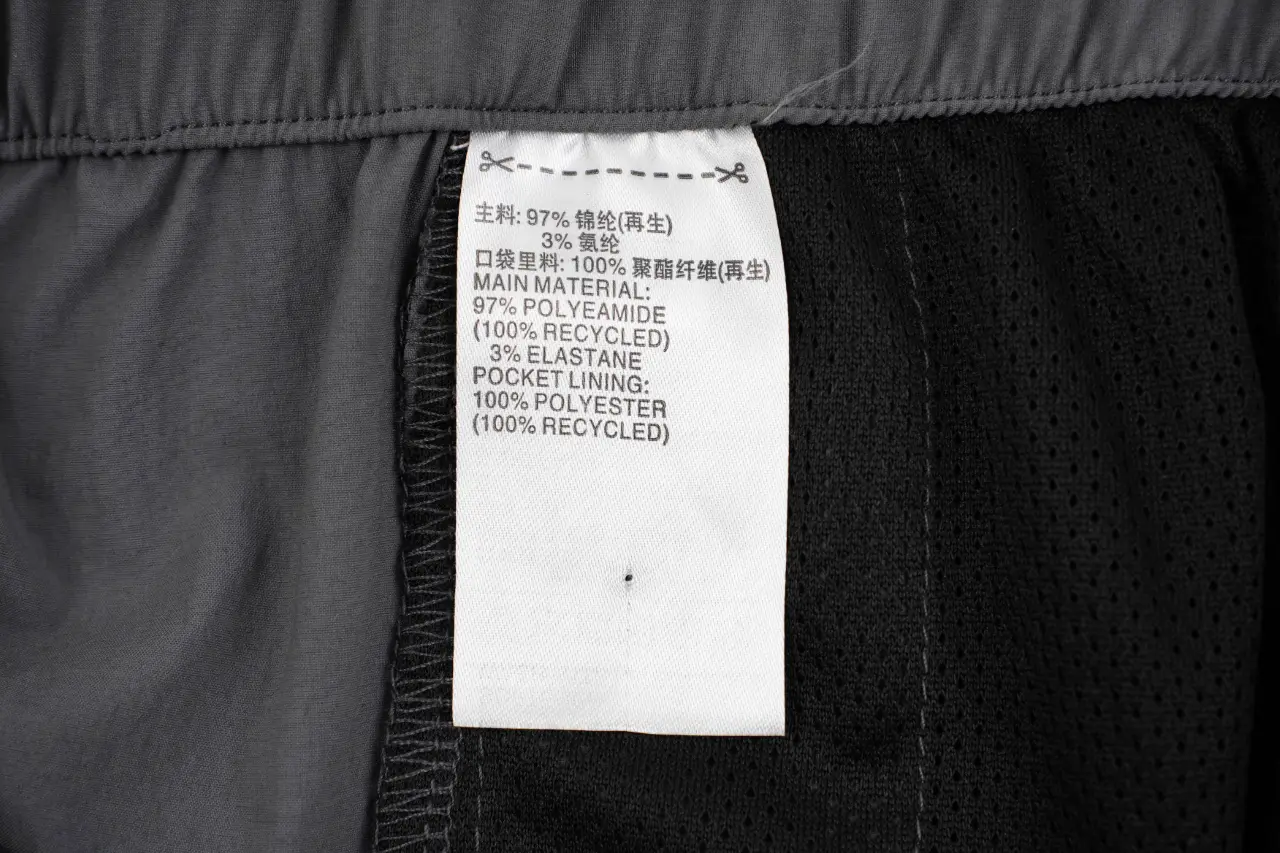 主料: 97% 锦纶(再生)
3% 氨纶
口袋里料: 100% 聚酯纤维(再生)
MAIN MATERIAL:
97% POLYEAMIDE
(100% RECYCLED)
3% ELASTANE
POCKET LINING:
100% POLYESTER
(100% RECYCLED)